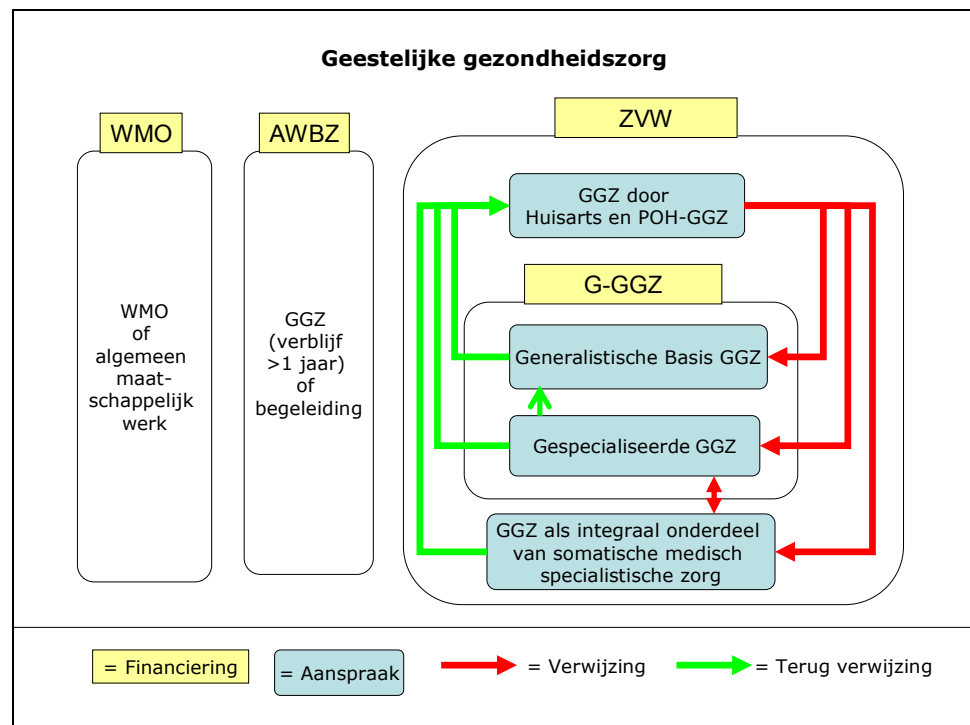 Geestelijke gezondheidszorg
WMO
AWBZ
ZVW
WMO
of
algemeen
maat-
schappelijk
werk
GGZ
(verblijf
>1 jaar)
of
begeleiding
GGZ door
Huisarts en POH-GGZ
G-GGZ
Generalistische Basis GGZ
Gespecialiseerde GGZ
GGZ als integraal onderdeel
van somatische medisch
specialistische zorg
= Financiering
= Aanspraak
= Verwijzing
= Terug verwijzing